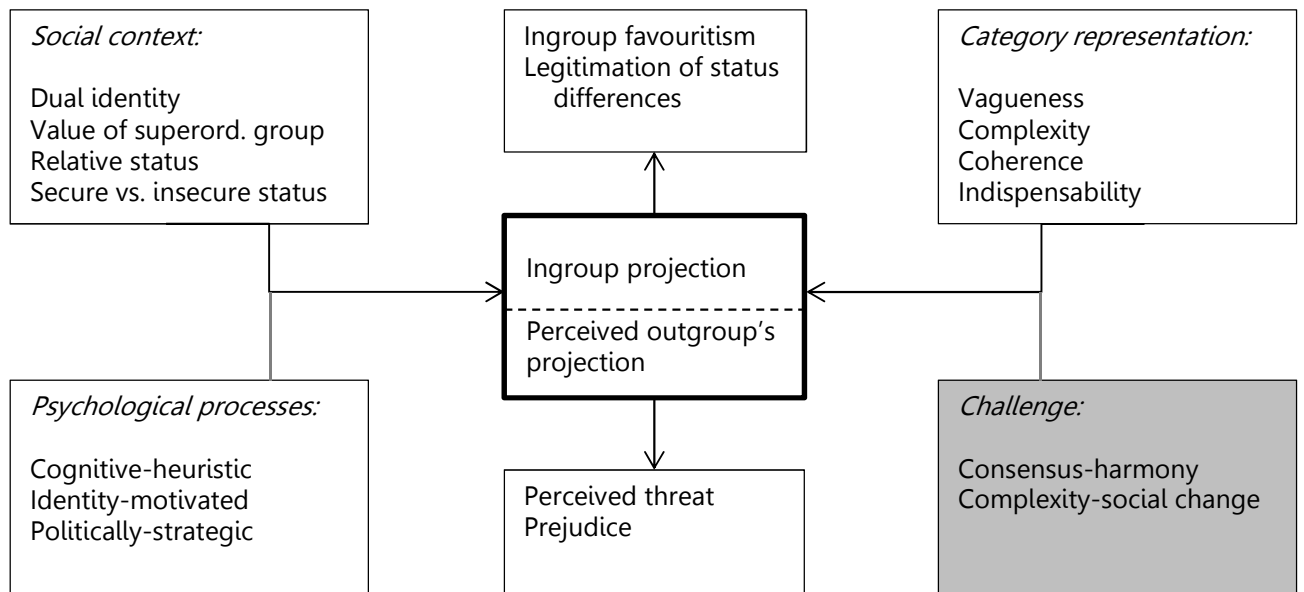 Social context:
Dual identity
Value of superord. group
Relative status
Secure vs. insecure status
Ingroup favouritism
Legitimation of status
differences
Category representation:
Vagueness
Complexity
Coherence
Indispensability
Ingroup projection
Perceived outgroup’s
projection
Psychological processes:
Cognitive-heuristic
Identity-motivated
Politically-strategic
Perceived threat
Prejudice
Challenge:
Consensus-harmony
Complexity-social change